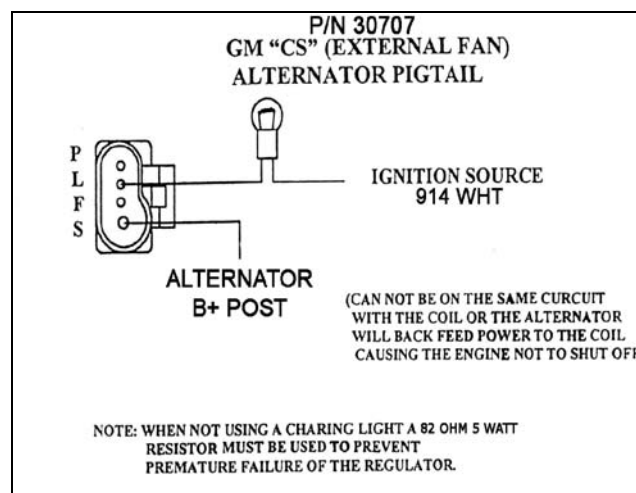 P/N 30707
GM "CS" (EXTERNAL FAN)
ALTERNATOR PIGTAIL
P
L
F
S
IGNITION SOURCE
914 WHT
ALTERNATOR
B+ POST
(CAN NOT BE ON THE SAME CURCUIT
WITH THE COIL OR THE ALTERNATOR
WILL BACK FEED POWER TO THE COIL
CAUSING THE ENGINE NOT TO SHUT OFF
NOTE: WHEN NOT USING A CHARING LIGHT A 82 OHM 5 WATT
RESISTOR MUST BE USED TO PREVENT
PREMATURE FAILURE OF THE REGULATOR.